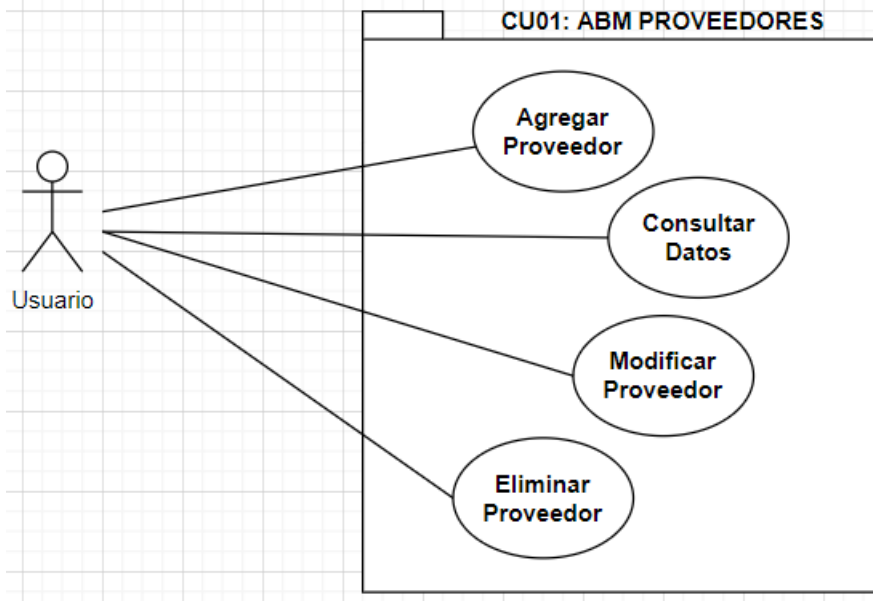 CU01: ABM PROVEEDORES
Agregar
Proveedor
Consultar
Datos
Usuario
Modificar
Proveedor
Eliminar
Proveedor